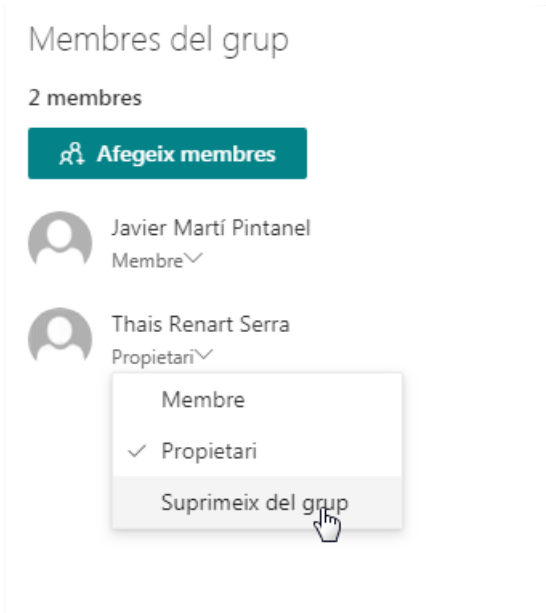 Membres del grup
2 membres
Afegeix membres
Javier Martí Pintanel
Membre
Thais Renart Serra
Propietari
Membre
Propietari
Suprimeix del grup